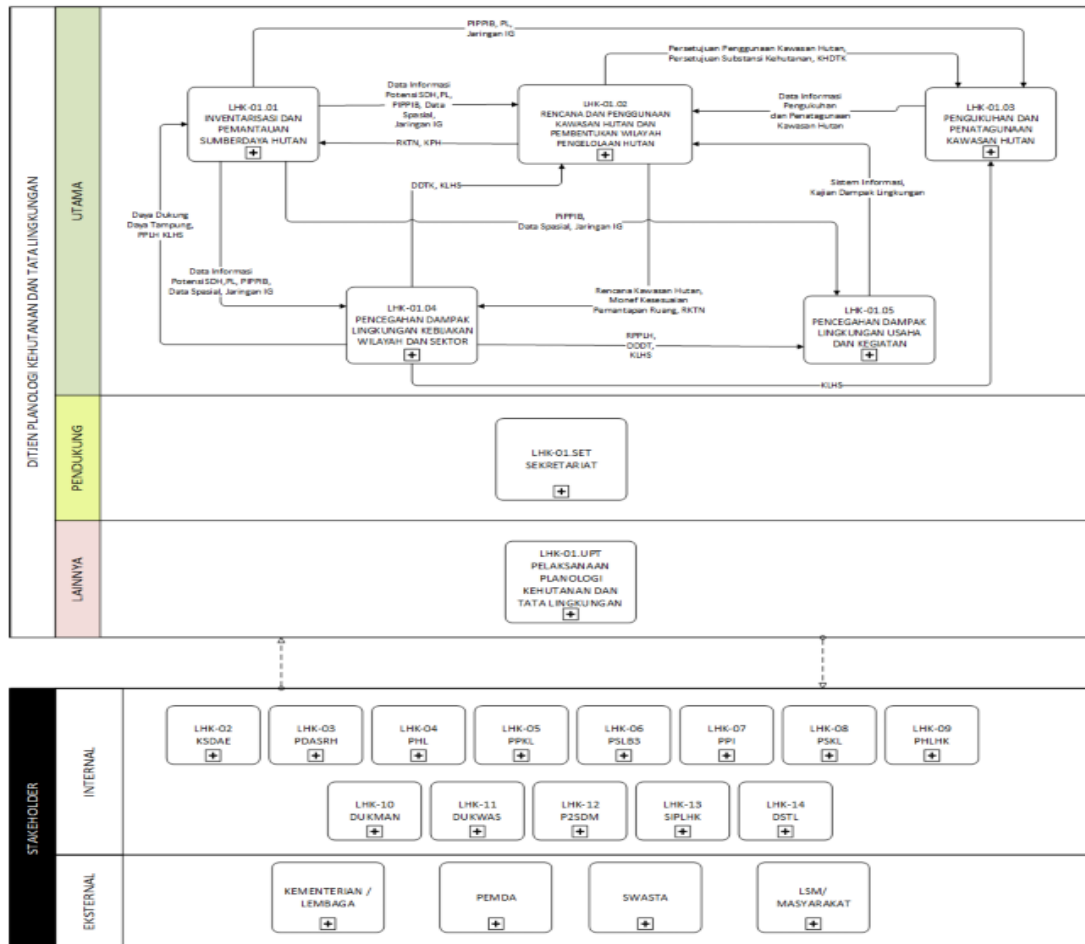 DITJEN PLANOLOGI KEHUTANAN DAN TATA LINGKUNGAN
UTAMA
PIPPIB, PL,
Jaringan IG
Persetujuan Penggunaan Kawasan Hutan,
Persetujuan Substansi Kehutanan, KHDTK
LHK-01.01
INVENTARISASI DAN
PEMANTAUAN
SUMBERDAYA HUTAN
Data Informasi
Potensi SDH, PL,
PIPPIB, Data
Spasial,
Jaringan IG
RKTN, KPH
LHK-01.02
RENCANA DAN PENGGUNAAN
KAWASAN HUTAN DAN
PEMBENTUKAN WILAYAH
PENGELOLAAN HUTAN
Data Informasi
Pengukuhan
dan Penatagunaan
Kawasan Hutan
LHK-01.03
PENGUKUHAN DAN
PENATAGUNAAN
KAWASAN HUTAN
DDTK, KLHS
Sistem Informasi,
Kajian Dampak Lingkungan
Daya Dukung
Daya Tampung,
PPLH KLHS
PIPPIB,
Data Spasial, Jaringan IG
Data Informasi
Potensi SDH, PL, PIPPIB,
Data Spasial, Jaringan IG
Rencana Kawasan Hutan,
Monef Kesesuaian
Pemantapan Ruang, RKTN
LHK-01.04
PENCEGAHAN DAMPAK
LINGKUNGAN KEBIJAKAN
WILAYAH DAN SEKTOR
RPPLH,
DDDT,
KLHS
LHK-01.05
PENCEGAHAN DAMPAK
LINGKUNGAN USAHA
DAN KEGIATAN
KLHS
PENDUKUNG
LHK-01.SET
SEKRETARIAT
LAINNYA
LHK-01.UPT
PELAKSANAAN
PLANOLOGI
KEHUTANAN DAN
TATA LINGKUNGAN
STAKEHOLDER
INTERNAL
LHK-02
KSDAE
LHK-03
PDASRH
LHK-04
PHL
LHK-05
PPKL
LHK-06
PSLB3
LHK-07
PPI
LHK-08
PSKL
LHK-09
PHLHK
LHK-10
DUKMAN
LHK-11
DUKWAS
LHK-12
P2SDM
LHK-13
SIPLHK
LHK-14
DSTL
EKSTERNAL
KEMENTERIAN /
LEMBAGA
PEMDA
SWASTA
LSM/
MASYARAKAT